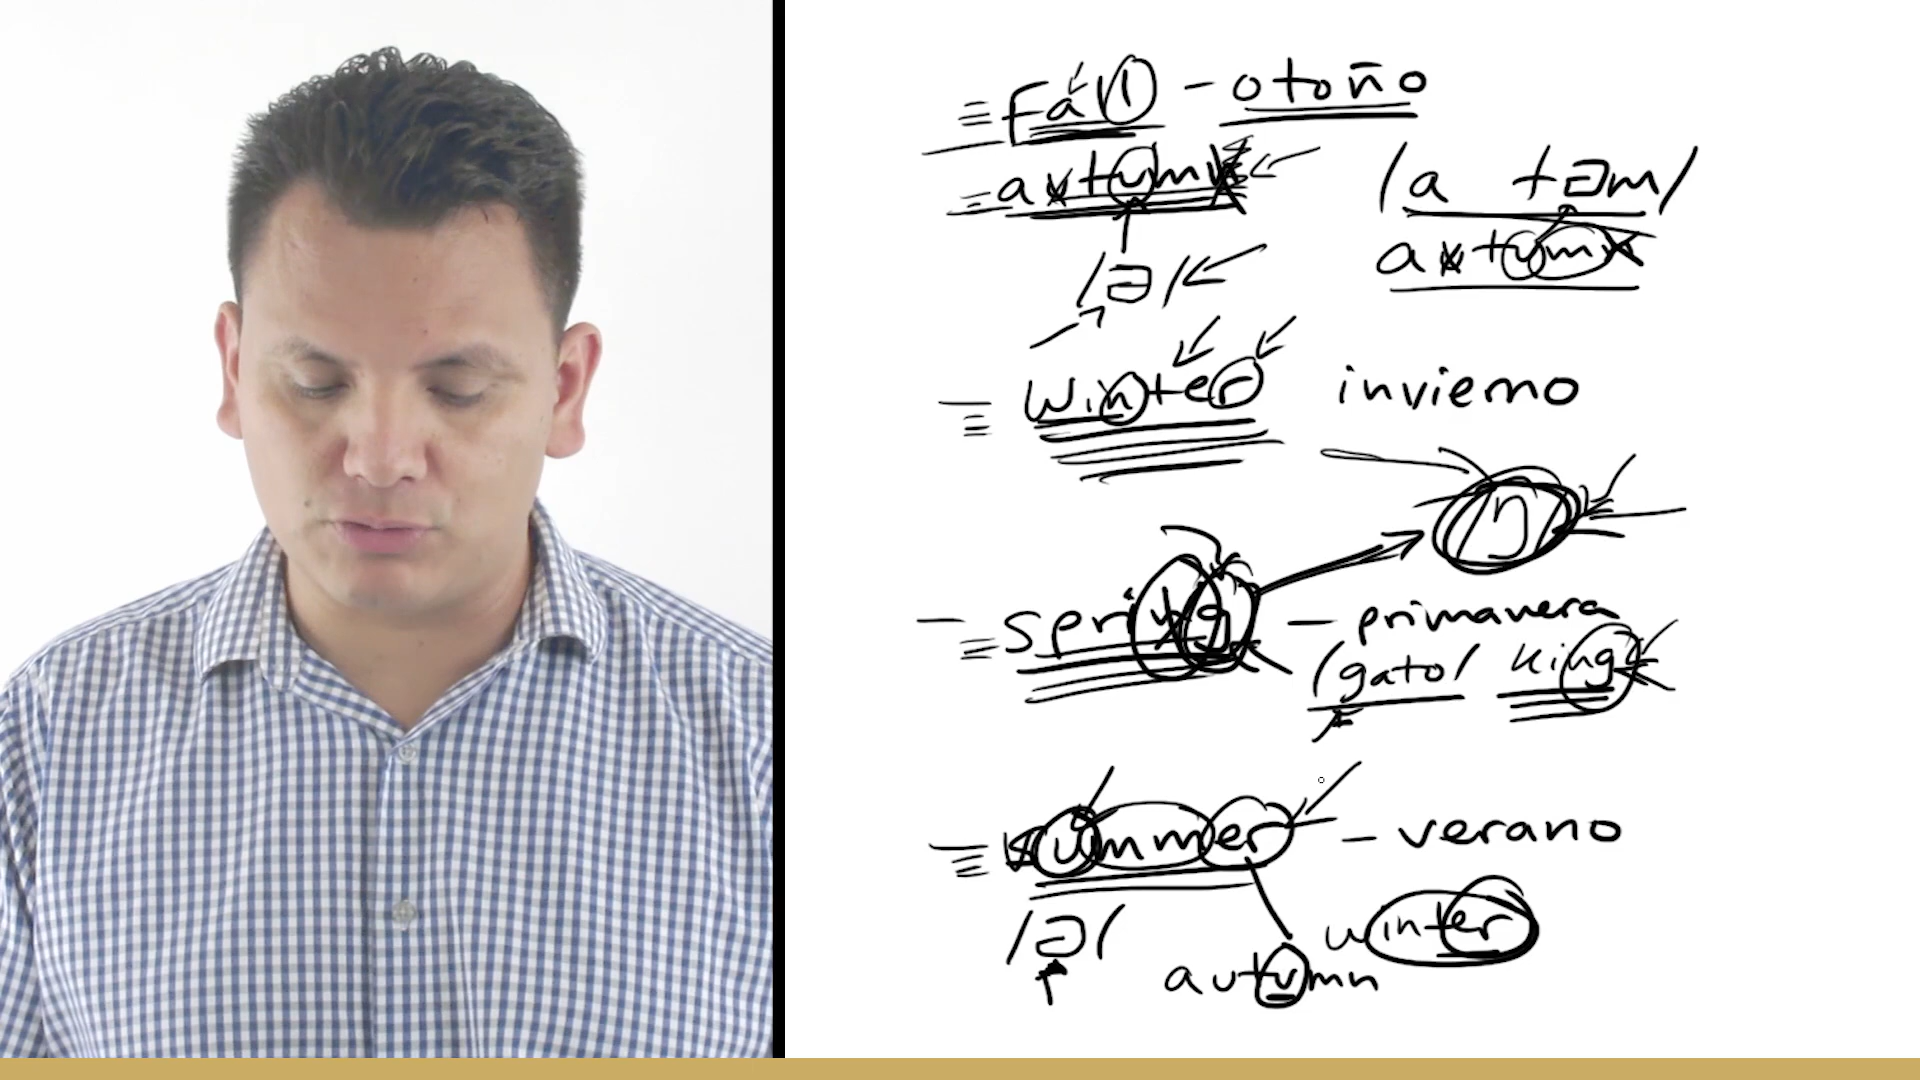 Fall - otoño
- autumn /a təm/
autumn
/ə/
- winter invierno
ŋ
- spring - primavera
/gato/ king
- summer - verano
/ə/ winter
autumn